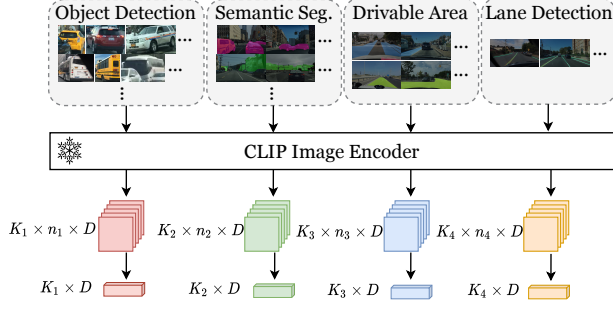 Object Detection
Semantic Seg.
Drivable Area
Lane Detection
CLIP Image Encoder
K₁ × n₁ × D
K₂ × n₂ × D
K₃ × n₃ × D
K₄ × n₄ × D
K₁ × D
K₂ × D
K₃ × D
K₄ × D